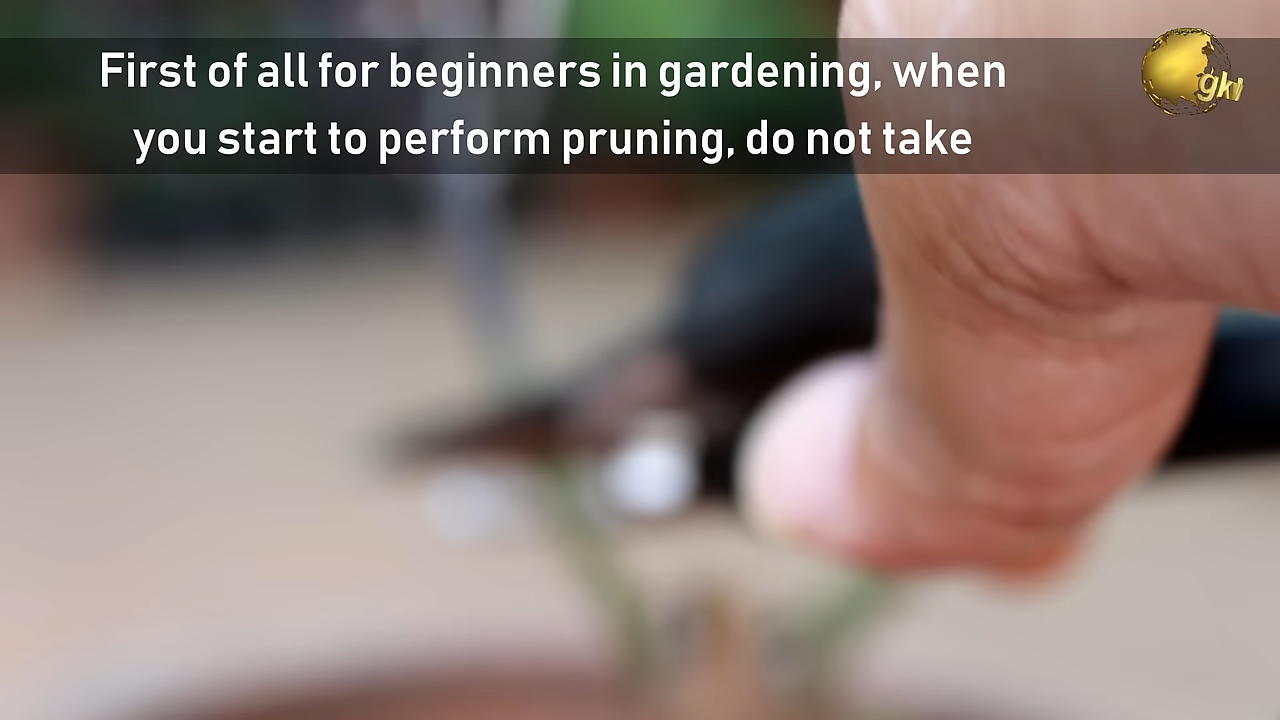 First of all for beginners in gardening, when
you start to perform pruning, do not take
gkl